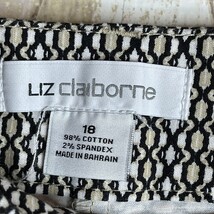 LIZ claiborne
18
98% COTTON
2% SPANDEX
MADE IN BAHRAIN